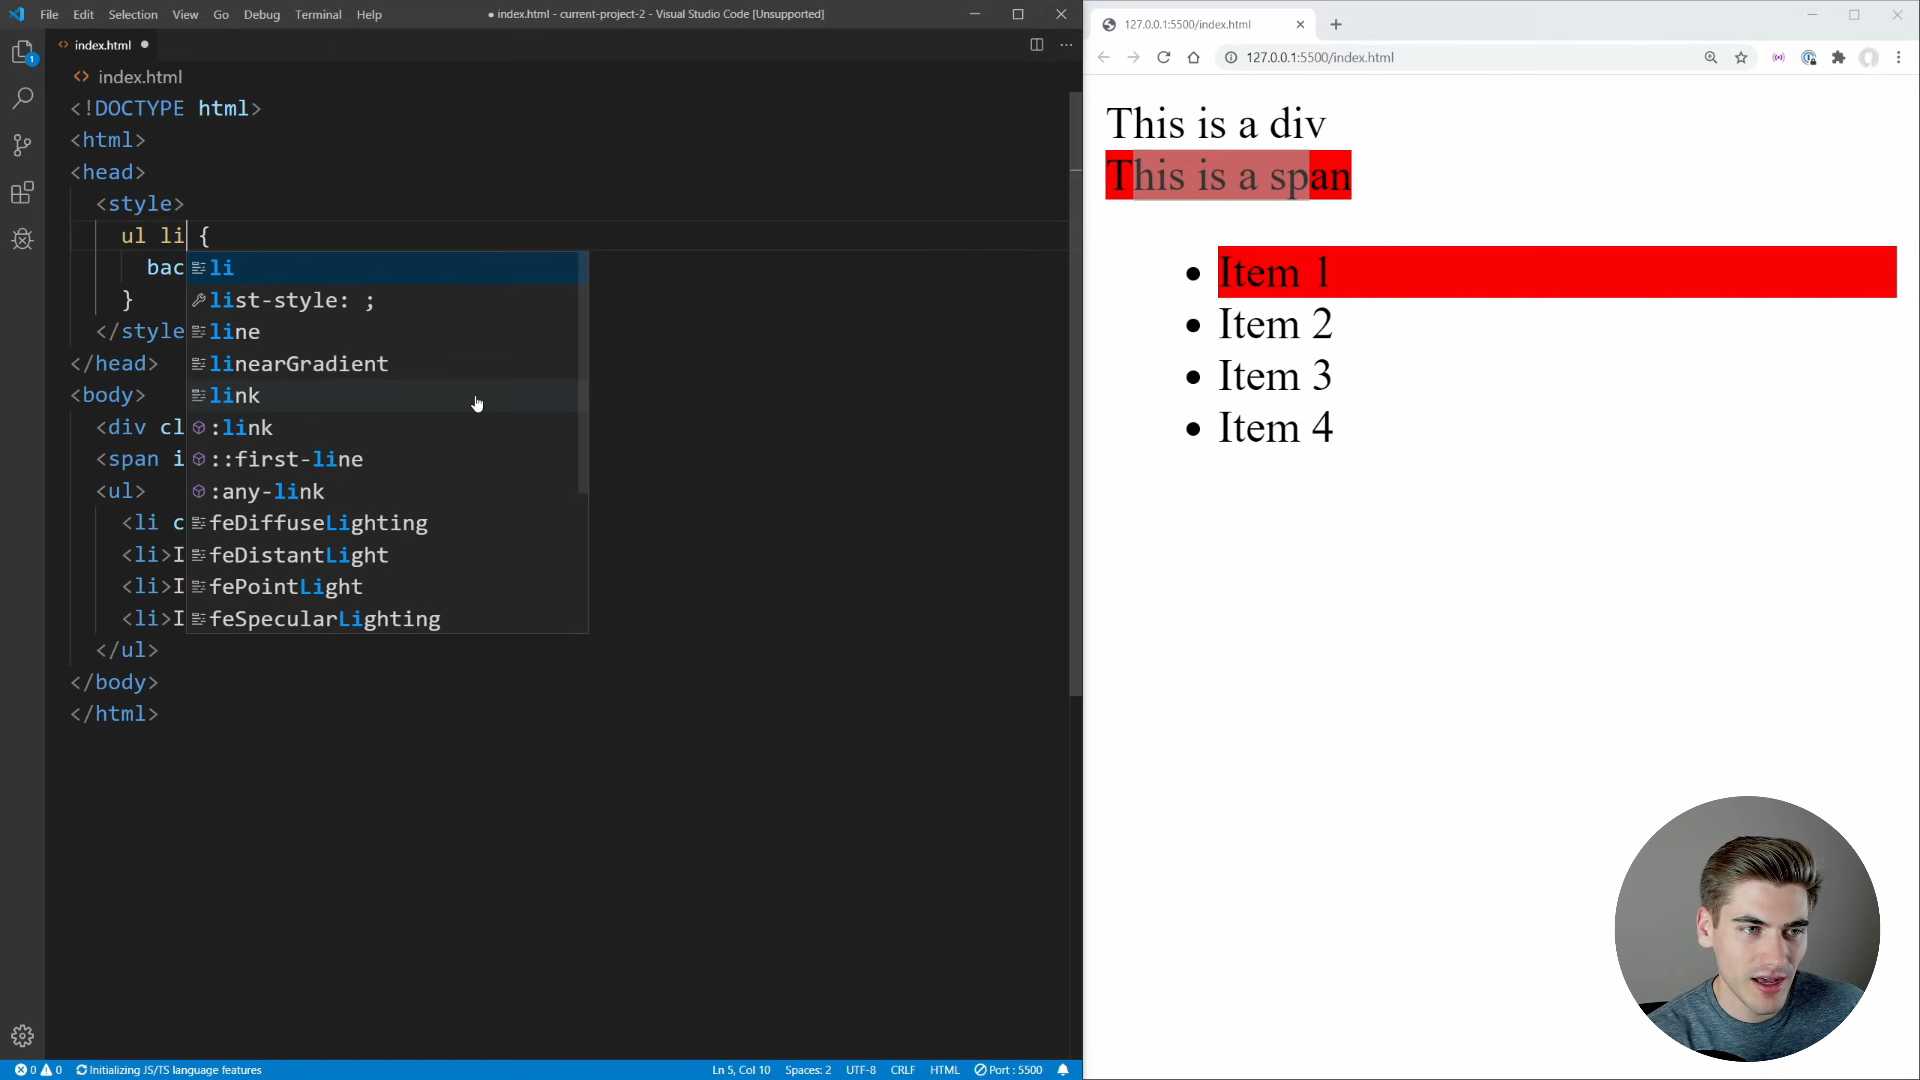 File Edit Selection View Go Debug Terminal Help
● index.html - current-project-2 - Visual Studio Code [Unsupported]
index.html ●
1
<> index.html
<!DOCTYPE html>
<html>
<head>
<style>
ul li {
bac
}
</style
</head>
<body>
<div cl
<span i
<ul>
<li c
<li>I
<li>I
<li>I
</ul>
</body>
</html>
li
list-style: ;
line
linearGradient
link
:link
::first-line
:any-link
feDiffuseLighting
feDistantLight
fePointLight
feSpecularLighting
0 0 Initializing JS/TS language features
Ln 5, Col 10 Spaces: 2 UTF-8 CRLF HTML Port : 5500
127.0.0.1:5500/index.html
127.0.0.1:5500/index.html
This is a div
This is a span
• Item 1
• Item 2
• Item 3
• Item 4